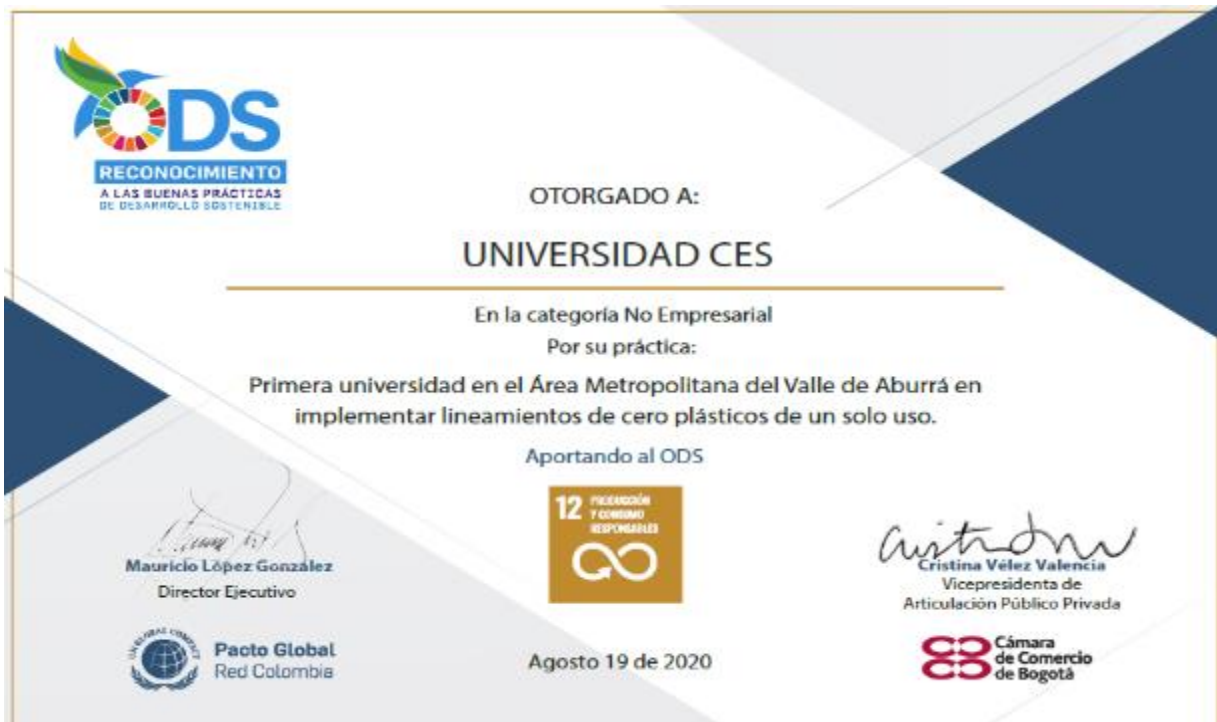 ODS
RECONOCIMIENTO
A LAS BUENAS PRÁCTICAS
DE DESARROLLO SOSTENIBLE
OTORGADO A:
UNIVERSIDAD CES
En la categoría No Empresarial
Por su práctica:
Primera universidad en el Área Metropolitana del Valle de Aburrá en
implementar lineamientos de cero plásticos de un solo uso.
Aportando al ODS
12 PRODUCCIÓN
Y CONSUMO
RESPONSABLES
Mauricio López González
Director Ejecutivo
Cristina Vélez Valencia
Vicepresidenta de
Articulación Público Privada
Pacto Global
Red Colombia
Agosto 19 de 2020
Cámara
de Comercio
de Bogotá